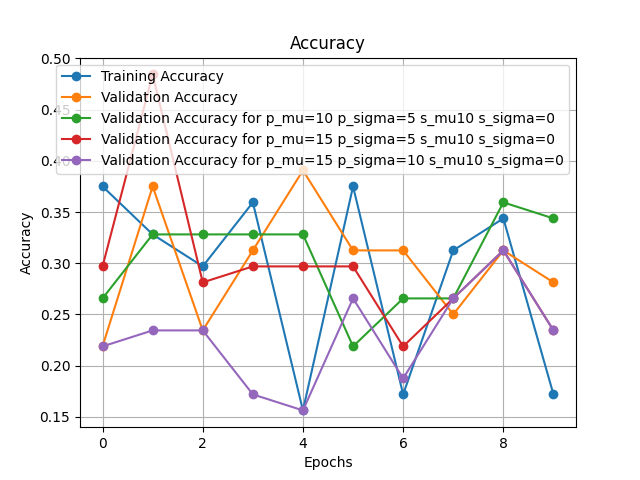 Accuracy
0.50
0.45
0.40
0.35
0.30
0.25
0.20
0.15
Accuracy
Training Accuracy
Validation Accuracy
Validation Accuracy for p_mu=10 p_sigma=5 s_mu10 s_sigma=0
Validation Accuracy for p_mu=15 p_sigma=5 s_mu10 s_sigma=0
Validation Accuracy for p_mu=15 p_sigma=10 s_mu10 s_sigma=0
0 2 4 6 8
Epochs